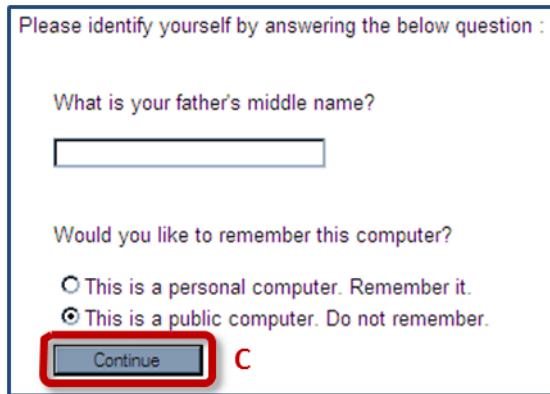 Please identify yourself by answering the below question :
What is your father's middle name?
Would you like to remember this computer?
This is a personal computer. Remember it.
This is a public computer. Do not remember.
Continue C